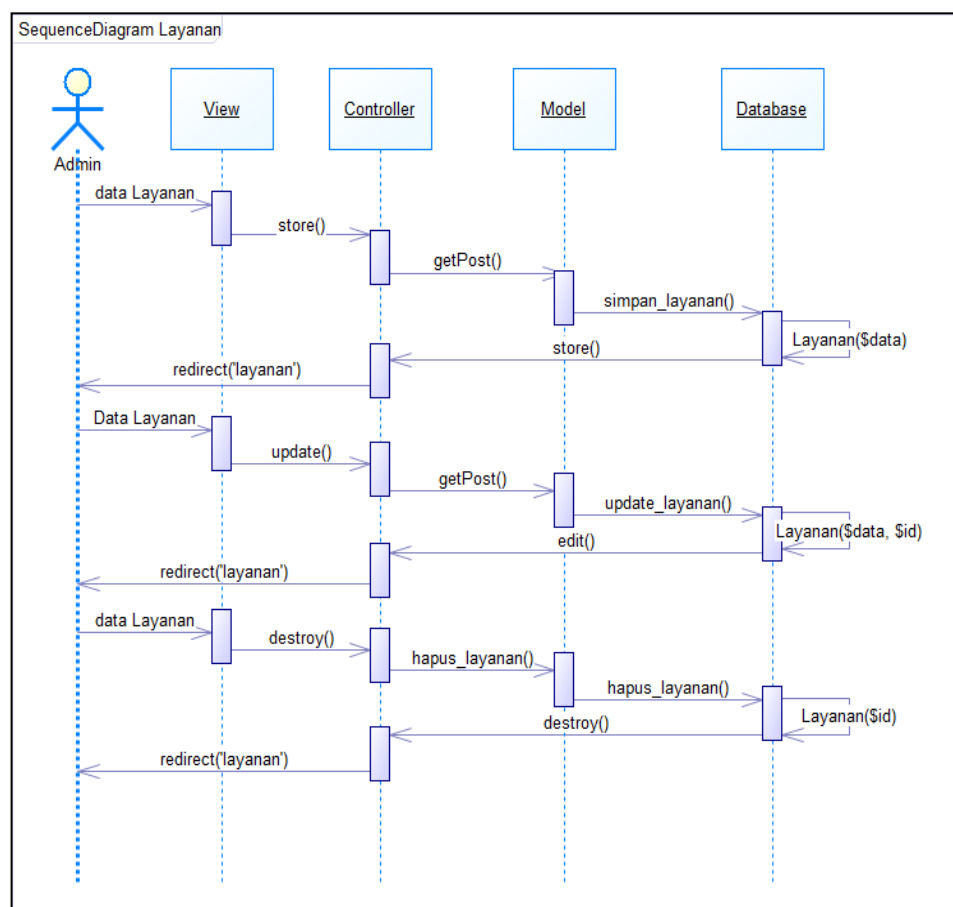 SequenceDiagram Layanan
View
Controller
Model
Database
Admin
data Layanan
store()
getPost()
simpan_layanan()
Layanan($data)
store()
redirect('layanan')
Data Layanan
update()
getPost()
update_layanan()
Layanan($data, $id)
edit()
redirect('layanan')
data Layanan
destroy()
hapus_layanan()
hapus_layanan()
Layanan($id)
destroy()
redirect('layanan')